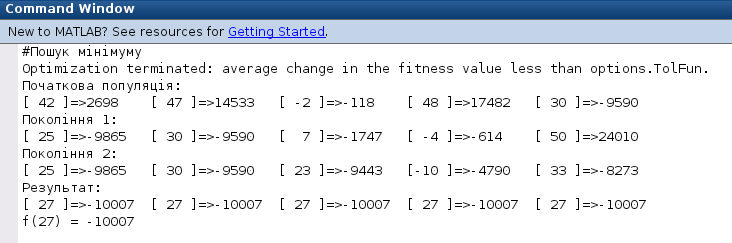 Command Window
New to MATLAB? See resources for Getting Started.
#Пошук мінімуму
Optimization terminated: average change in the fitness value less than options.TolFun.
Початкова популяція:
[ 42 ]=>2698 [ 47 ]=>14533 [ -2 ]=>-118 [ 48 ]=>17482 [ 30 ]=>-9590
Покоління 1:
[ 25 ]=>-9865 [ 30 ]=>-9590 [ 7 ]=>-1747 [ -4 ]=>-614 [ 50 ]=>24010
Покоління 2:
[ 25 ]=>-9865 [ 30 ]=>-9590 [ 23 ]=>-9443 [-10 ]=>-4790 [ 33 ]=>-8273
Результат:
[ 27 ]=>-10007 [ 27 ]=>-10007 [ 27 ]=>-10007 [ 27 ]=>-10007 [ 27 ]=>-10007
f(27) = -10007